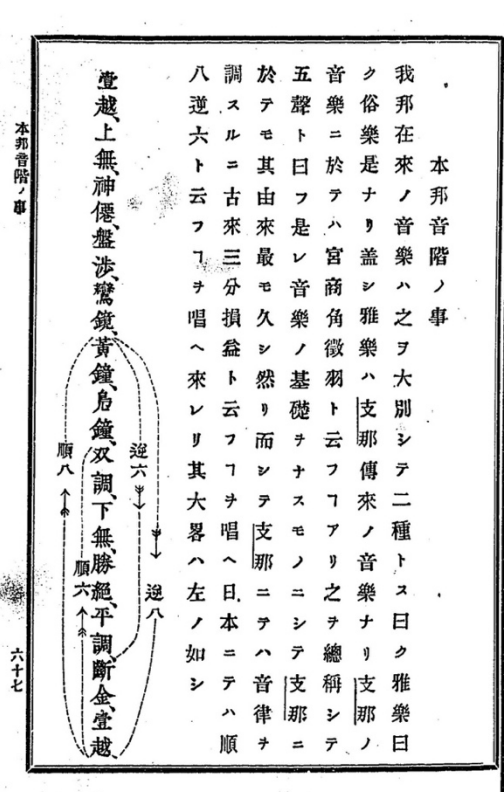 本邦音階ノ事
我邦在來ノ音樂ハ之ヲ大別シテ二種トス曰ク雅樂曰
ク俗樂是ナリ盖シ雅樂ハ支那傳來ノ音樂ナリ支那ノ
音樂ニ於テハ宮商角徵羽ト云フヿアリ之ヲ總稱シテ
五聲ト曰フ是レ音樂ノ基礎ヲナスモノニシテ支那ニ
於テモ其由來最モ久シ然リ而シテ支那ニテハ音律ヲ
調スルニ古來三分損益ト云フヿヲ唱ヘ日本ニテハ順
八逆六ト云フヿヲ唱ヘ來レリ其大畧ハ左ノ如シ
逆八
逆六
壹越、上無、神僊、盤涉、鸞鏡、黃鐘、鳧鐘、双調、下無、勝絕、平調、斷金、壹越、
順六
順八
本邦音階ノ事
六十七